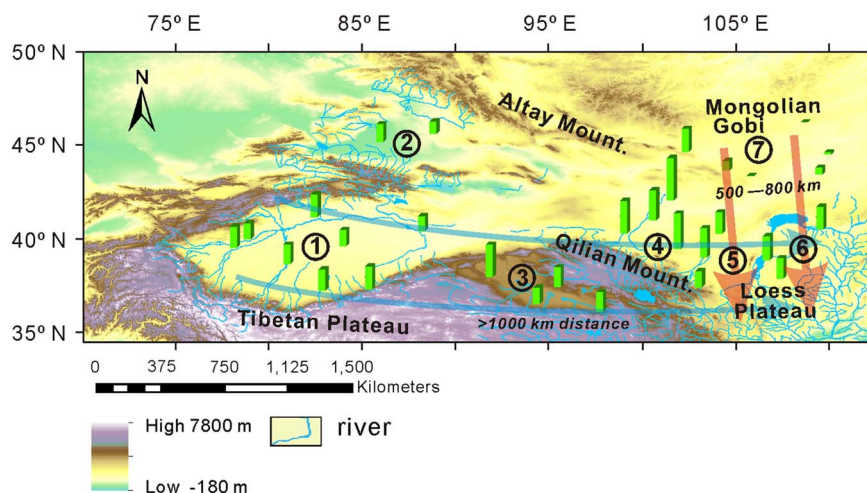 75º E 85º E 95º E 105º E
50º N
45º N
40º N
35º N
N
Altay Mount.
Mongolian
Gobi
②
⑦
500 —800 km
①
④
Qilian Mount.
⑤
⑥
③
Loess
Plateau
Tibetan Plateau
>1000 km distance
0 375 750 1,125 1,500
Kilometers
High 7800 m
river
Low -180 m